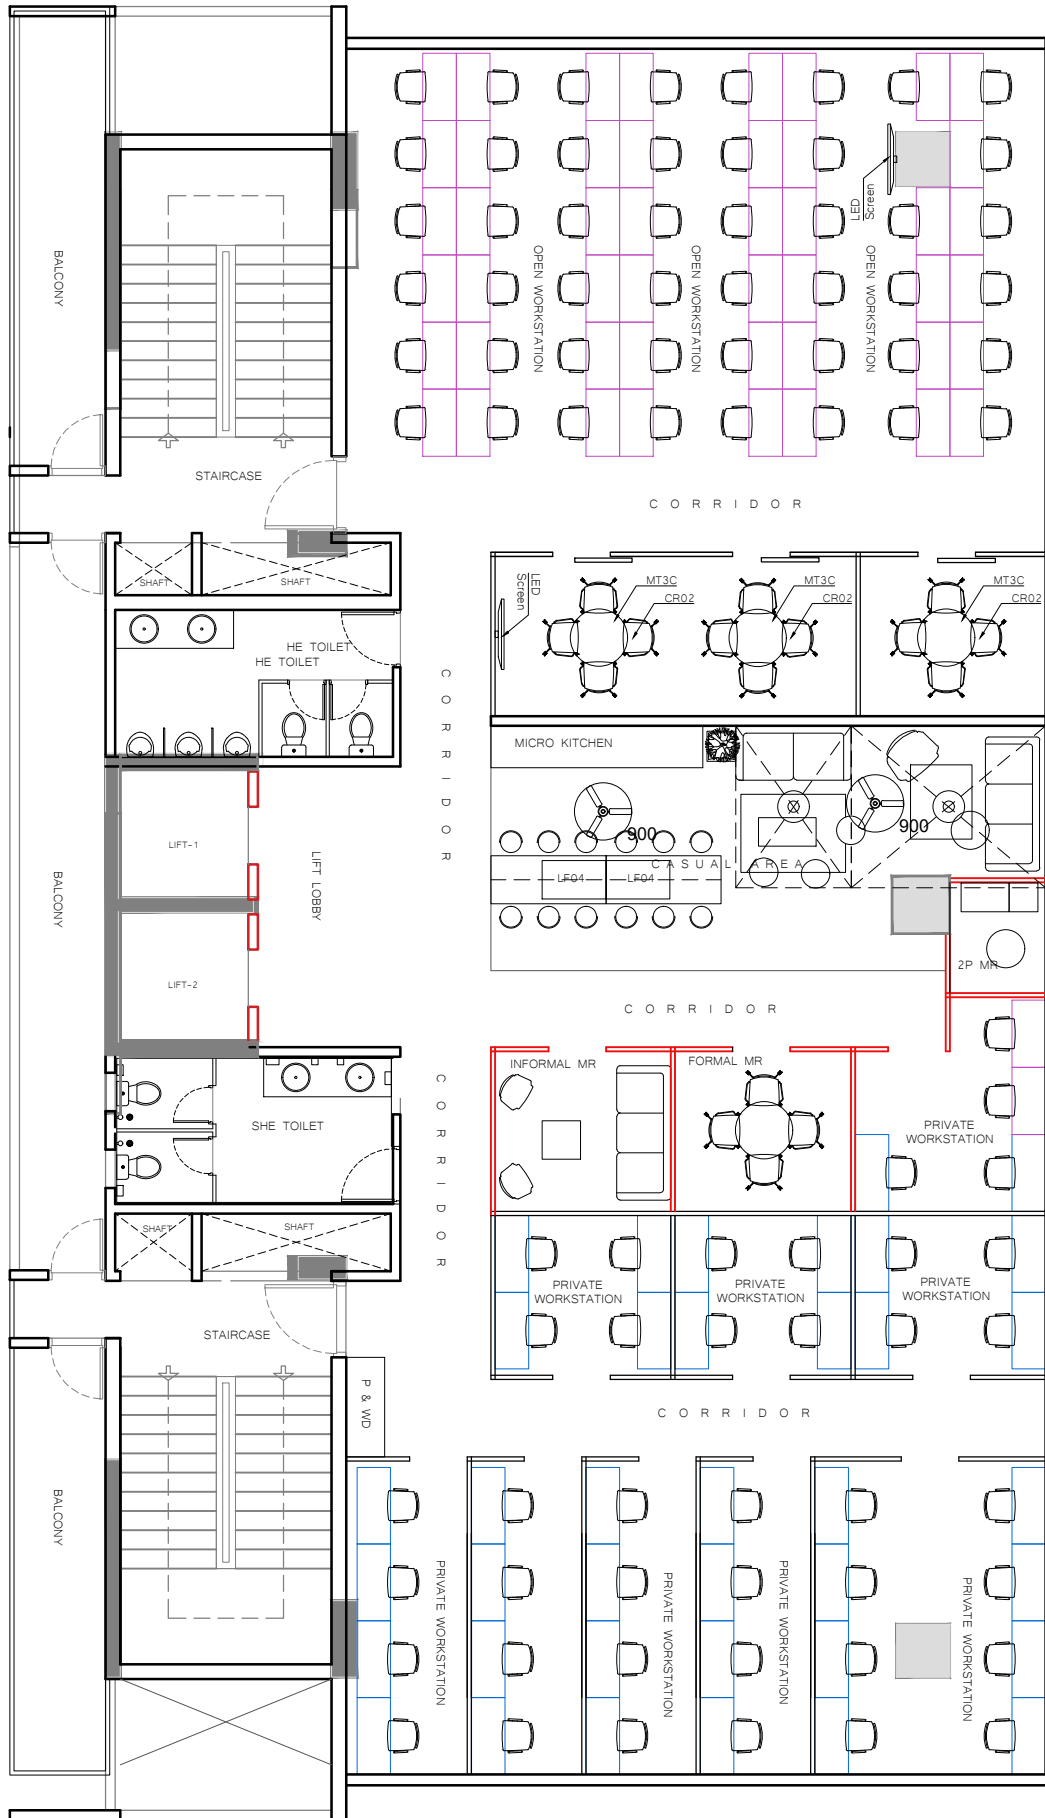 BALCONY
LED
Screen
OPEN WORKSTATION
OPEN WORKSTATION
OPEN WORKSTATION
STAIRCASE
CORRIDOR
SHAFT
SHAFT
LED
Screen
MT3C
CR02
MT3C
CR02
MT3C
CR02
HE TOILET
HE TOILET
CORRIDOR
MICRO KITCHEN
900
900
CASUAL AREA
LF04
LF04
LIFT-1
LIFT LOBBY
BALCONY
LIFT-2
2P MR
CORRIDOR
INFORMAL MR
FORMAL MR
CORRIDOR
SHE TOILET
PRIVATE
WORKSTATION
SHAFT
SHAFT
PRIVATE
WORKSTATION
PRIVATE
WORKSTATION
PRIVATE
WORKSTATION
STAIRCASE
P & WD
CORRIDOR
BALCONY
PRIVATE WORKSTATION
PRIVATE WORKSTATION
PRIVATE WORKSTATION
PRIVATE WORKSTATION